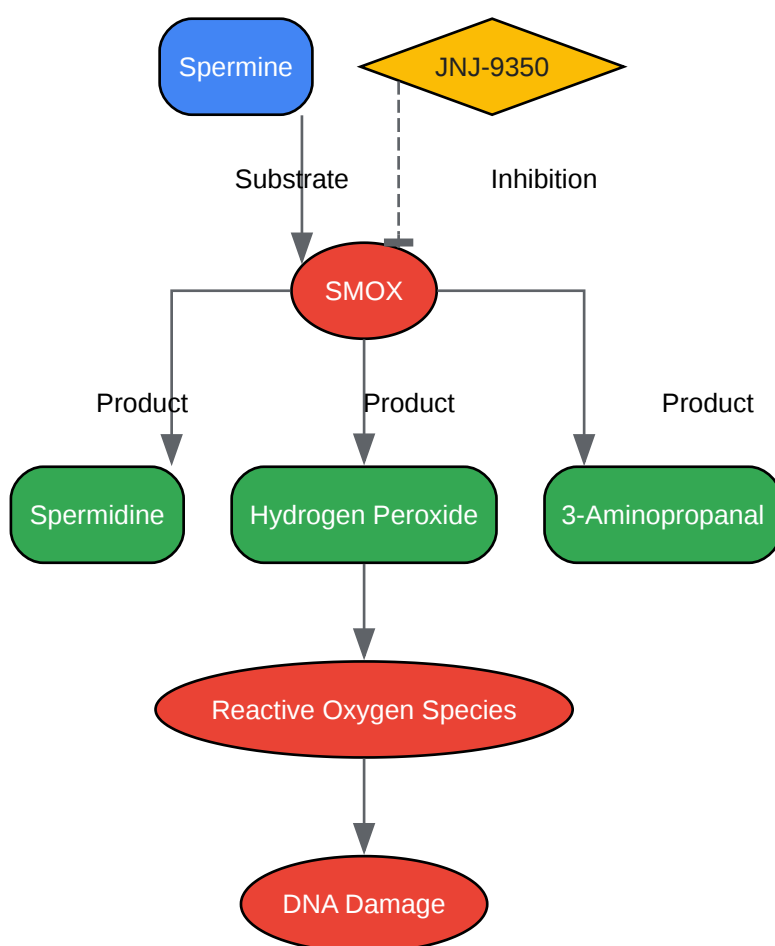 Spermine
JNJ-9350
Substrate
Inhibition
SMOX
Product
Product
Product
Spermidine
Hydrogen Peroxide
3-Aminopropanal
Reactive Oxygen Species
DNA Damage